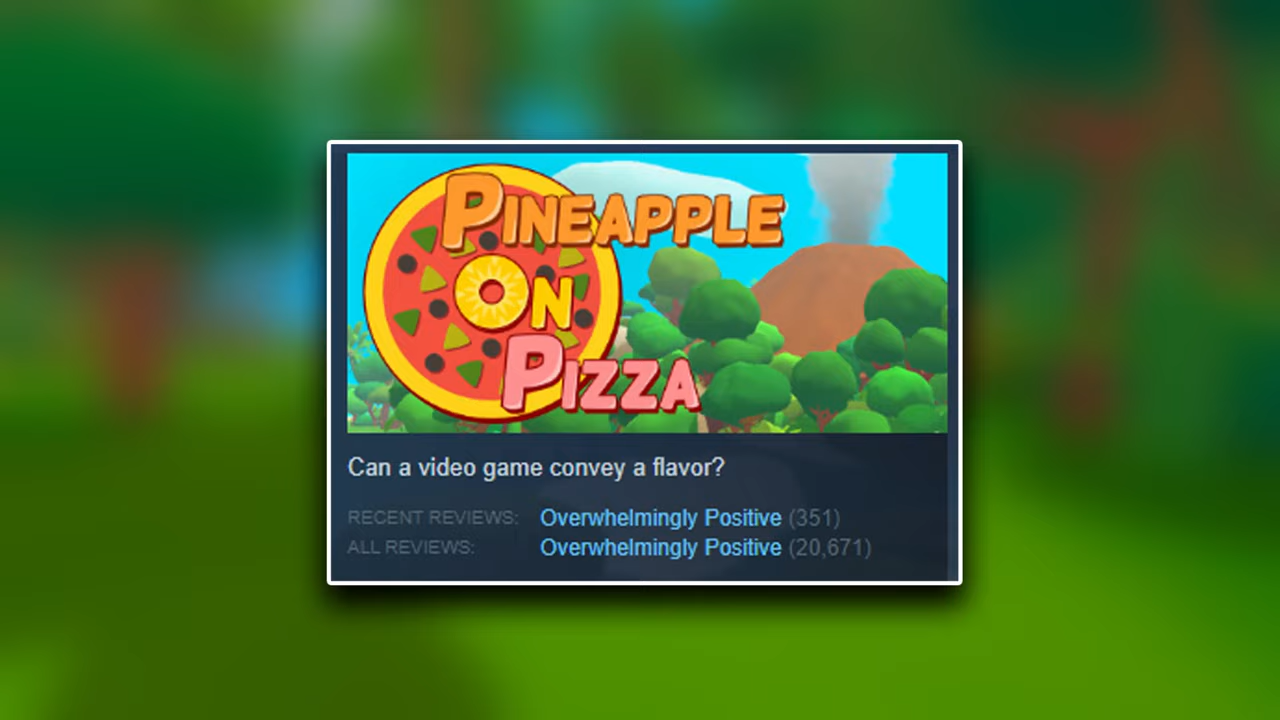 PINEAPPLE
ON
PIZZA
Can a video game convey a flavor?
RECENT REVIEWS: Overwhelmingly Positive (351)
ALL REVIEWS: Overwhelmingly Positive (20,671)